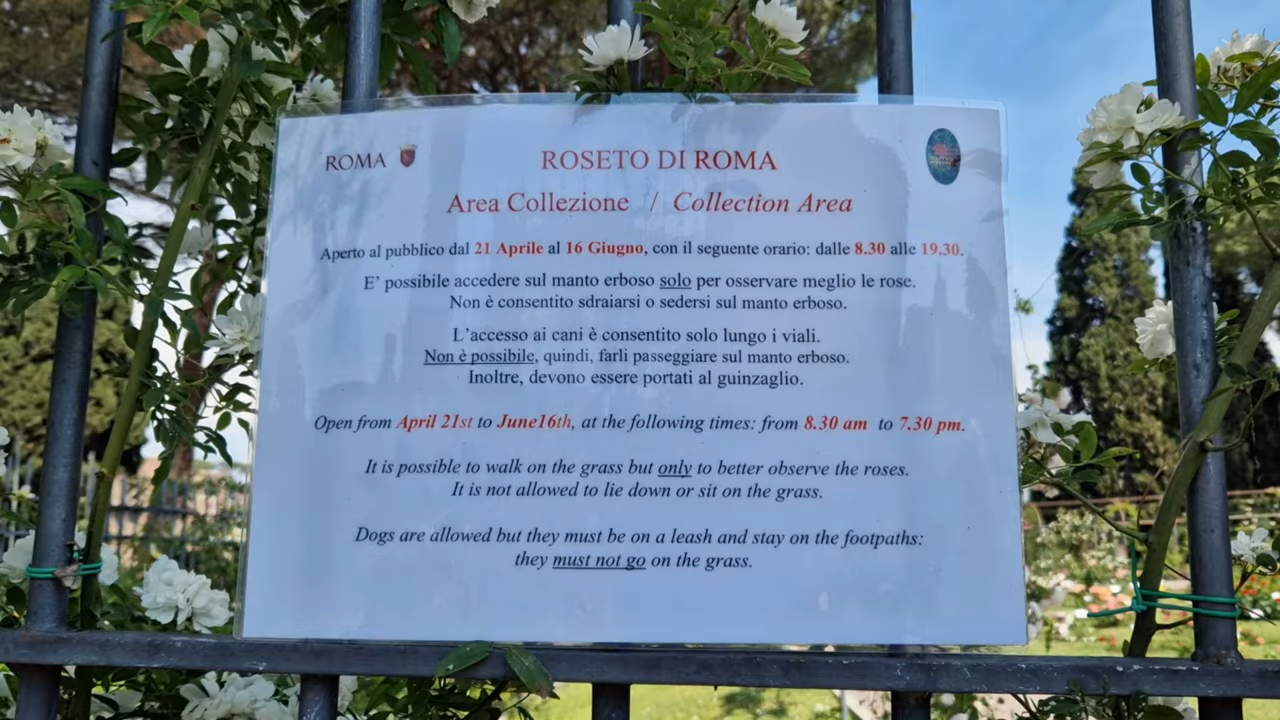 ROMA
ROSETO DI ROMA
Area Collezione / Collection Area
Aperto al pubblico dal 21 Aprile al 16 Giugno, con il seguente orario: dalle 8.30 alle 19.30.
E' possibile accedere sul manto erboso solo per osservare meglio le rose.
Non è consentito sdraiarsi o sedersi sul manto erboso.
L'accesso ai cani è consentito solo lungo i viali.
Non è possibile, quindi, farli passeggiare sul manto erboso.
Inoltre, devono essere portati al guinzaglio.
Open from April 21st to June16th, at the following times: from 8.30 am to 7.30 pm.
It is possible to walk on the grass but only to better observe the roses.
It is not allowed to lie down or sit on the grass.
Dogs are allowed but they must be on a leash and stay on the footpaths:
they must not go on the grass.